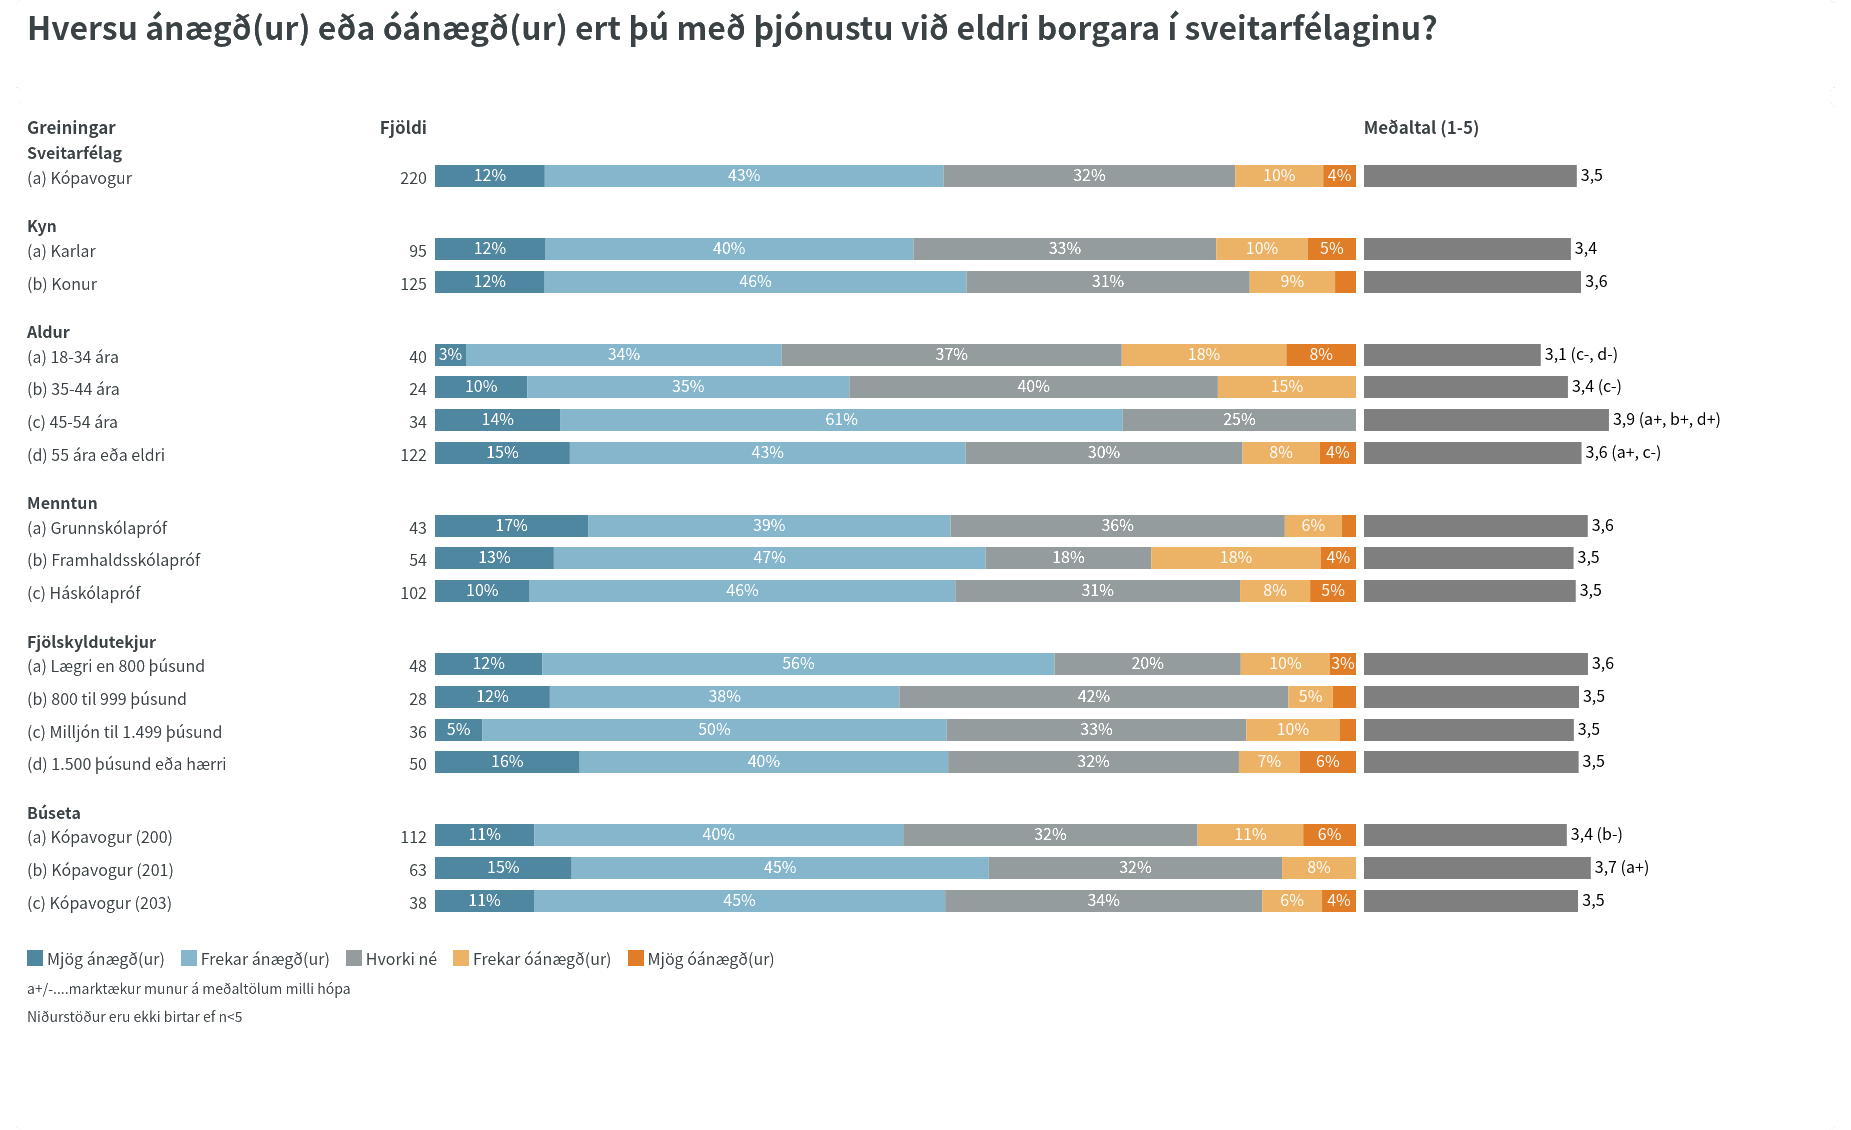 Hversu ánægð(ur) eða óánægð(ur) ert þú með þjónustu við eldri borgara í sveitarfélaginu?
Greiningar Fjöldi Meðaltal (1-5)
Sveitarfélag
(a) Kópavogur 220 12% 43% 32% 10% 4% 3,5
Kyn
(a) Karlar 95 12% 40% 33% 10% 5% 3,4
(b) Konur 125 12% 46% 31% 9% 3,6
Aldur
(a) 18-34 ára 40 3% 34% 37% 18% 8% 3,1 (c-, d-)
(b) 35-44 ára 24 10% 35% 40% 15% 3,4 (c-)
(c) 45-54 ára 34 14% 61% 25% 3,9 (a+, b+, d+)
(d) 55 ára eða eldri 122 15% 43% 30% 8% 4% 3,6 (a+, c-)
Menntun
(a) Grunnskólapróf 43 17% 39% 36% 6% 3,6
(b) Framhaldsskólapróf 54 13% 47% 18% 18% 4% 3,5
(c) Háskólapróf 102 10% 46% 31% 8% 5% 3,5
Fjölskyldutekjur
(a) Lægri en 800 þúsund 48 12% 56% 20% 10% 3% 3,6
(b) 800 til 999 þúsund 28 12% 38% 42% 5% 3,5
(c) Milljón til 1.499 þúsund 36 5% 50% 33% 10% 3,5
(d) 1.500 þúsund eða hærri 50 16% 40% 32% 7% 6% 3,5
Búseta
(a) Kópavogur (200) 112 11% 40% 32% 11% 6% 3,4 (b-)
(b) Kópavogur (201) 63 15% 45% 32% 8% 3,7 (a+)
(c) Kópavogur (203) 38 11% 45% 34% 6% 4% 3,5
Mjög ánægð(ur) Frekar ánægð(ur) Hvorki né Frekar óánægð(ur) Mjög óánægð(ur)
a+/-....marktækur munur á meðaltölum milli hópa
Niðurstöður eru ekki birtar ef n<5